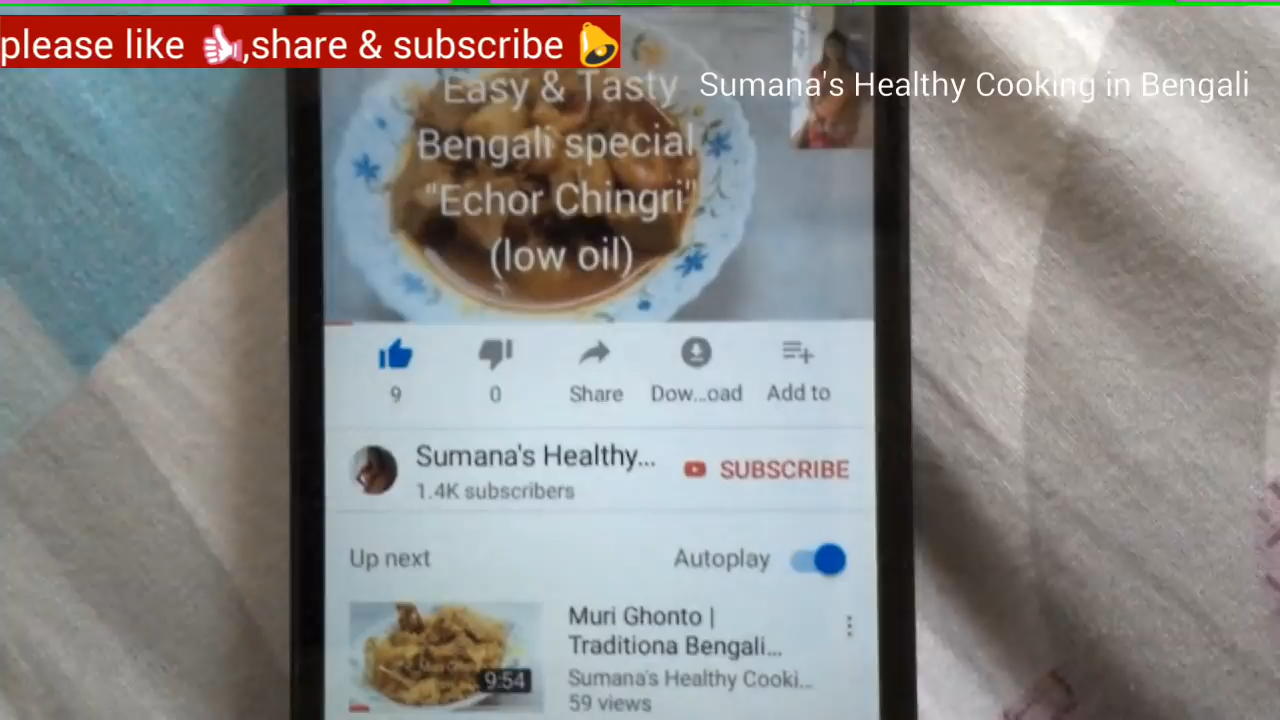 please like 👍,share & subscribe 🔔
Sumana's Healthy Cooking in Bengali
Easy & Tasty
Bengali special
"Echor Chingri"
(low oil)
9
0
Share
Dow...oad
Add to
Sumana's Healthy...
SUBSCRIBE
1.4K subscribers
Up next
Autoplay
Muri Ghonto |
Traditiona Bengali...
9:54
Sumana's Healthy Cooki...
59 views